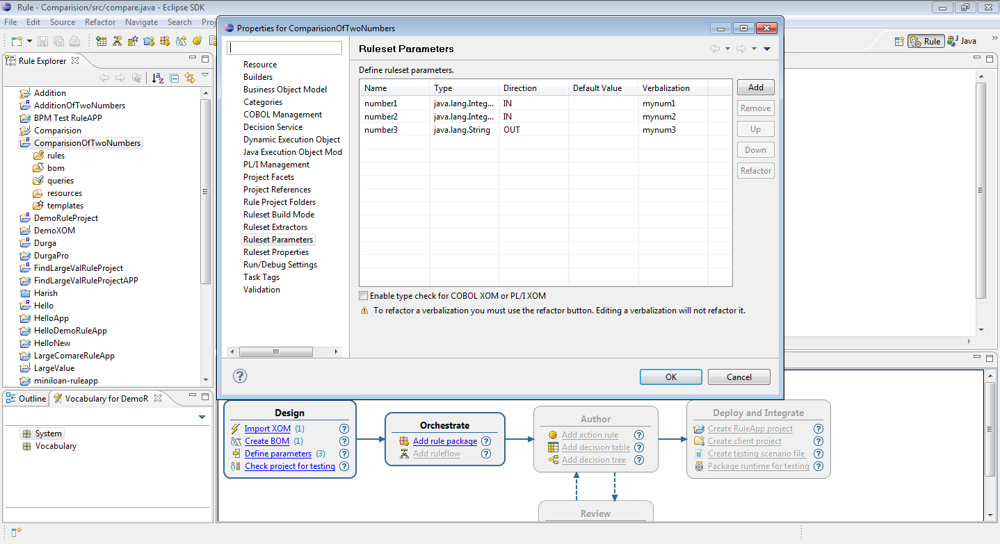 Rule - Comparision/src/compare.java - Eclipse SDK
File Edit Source Refactor Navigate Search
Rule Java
Rule Explorer
Addition
AdditionOfTwoNumbers
BPM Test RuleAPP
Comparision
ComparisionOfTwoNumbers
rules
bom
queries
resources
templates
DemoRuleProject
DemoXOM
Durga
DurgaPro
FindLargeValRuleProject
FindLargeValRuleProjectAPP
Harish
Hello
HelloApp
HelloDemoRuleApp
HelloNew
LargeComareRuleApp
LargeValue
miniloan-ruleapp
Outline Vocabulary for DemoR
System
Vocabulary
Properties for ComparisionOfTwoNumbers
Resource
Builders
Business Object Model
Categories
COBOL Management
Decision Service
Dynamic Execution Object
Java Execution Object Mod
PL/I Management
Project Facets
Project References
Rule Project Folders
Ruleset Build Mode
Ruleset Extractors
Ruleset Parameters
Ruleset Properties
Run/Debug Settings
Task Tags
Validation
Ruleset Parameters
Define ruleset parameters.
Name Type Direction Default Value Verbalization
number1 java.lang.Integ... IN mynum1
number2 java.lang.Integ... IN mynum2
number3 java.lang.String OUT mynum3
Add
Remove
Up
Down
Refactor
Enable type check for COBOL XOM or PL/I XOM
To refactor a verbalization you must use the refactor button. Editing a verbalization will not refactor it.
OK Cancel
Design
Import XOM (1)
Create BOM (1)
Define parameters (3)
Check project for testing
Orchestrate
Add rule package
Add ruleflow
Author
Add action rule
Add decision table
Add decision tree
Deploy and Integrate
Create RuleApp project
Create client project
Create testing scenario file
Package runtime for testing
Review